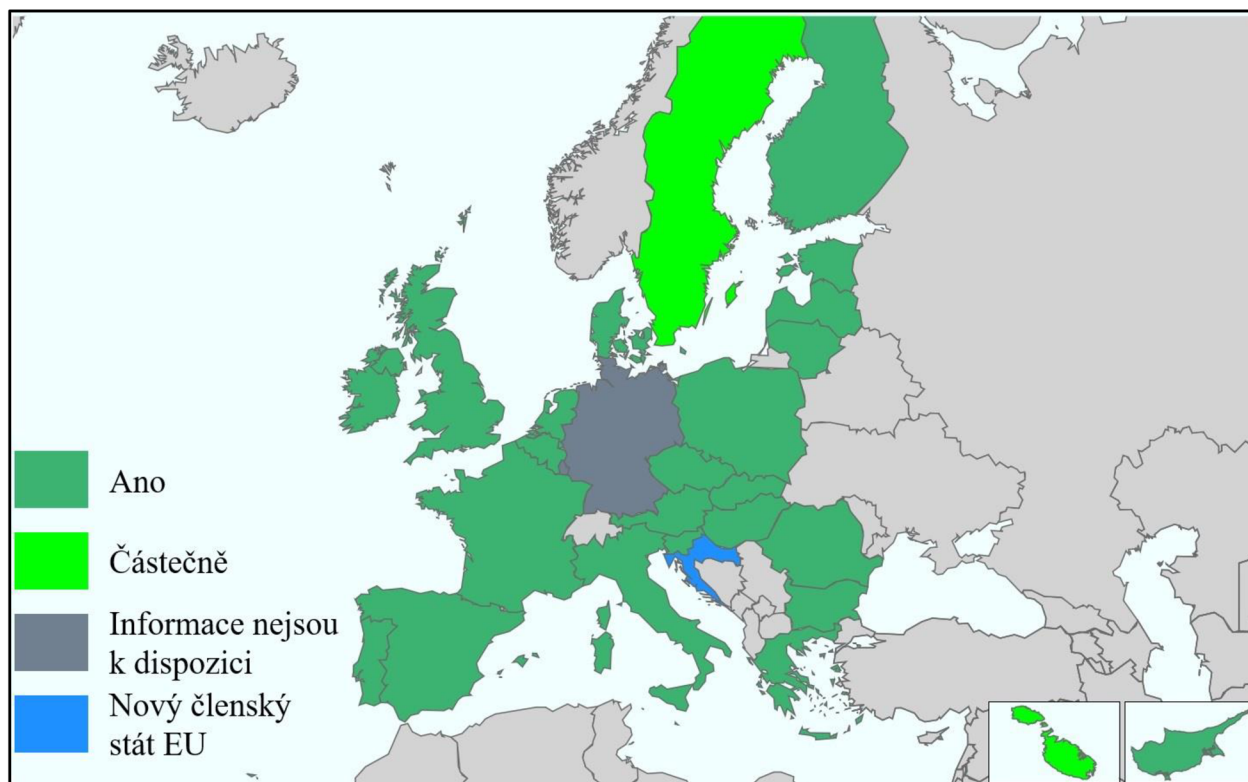 Ano
Částečně
Informace nejsou
k dispozici
Nový členský
stát EU